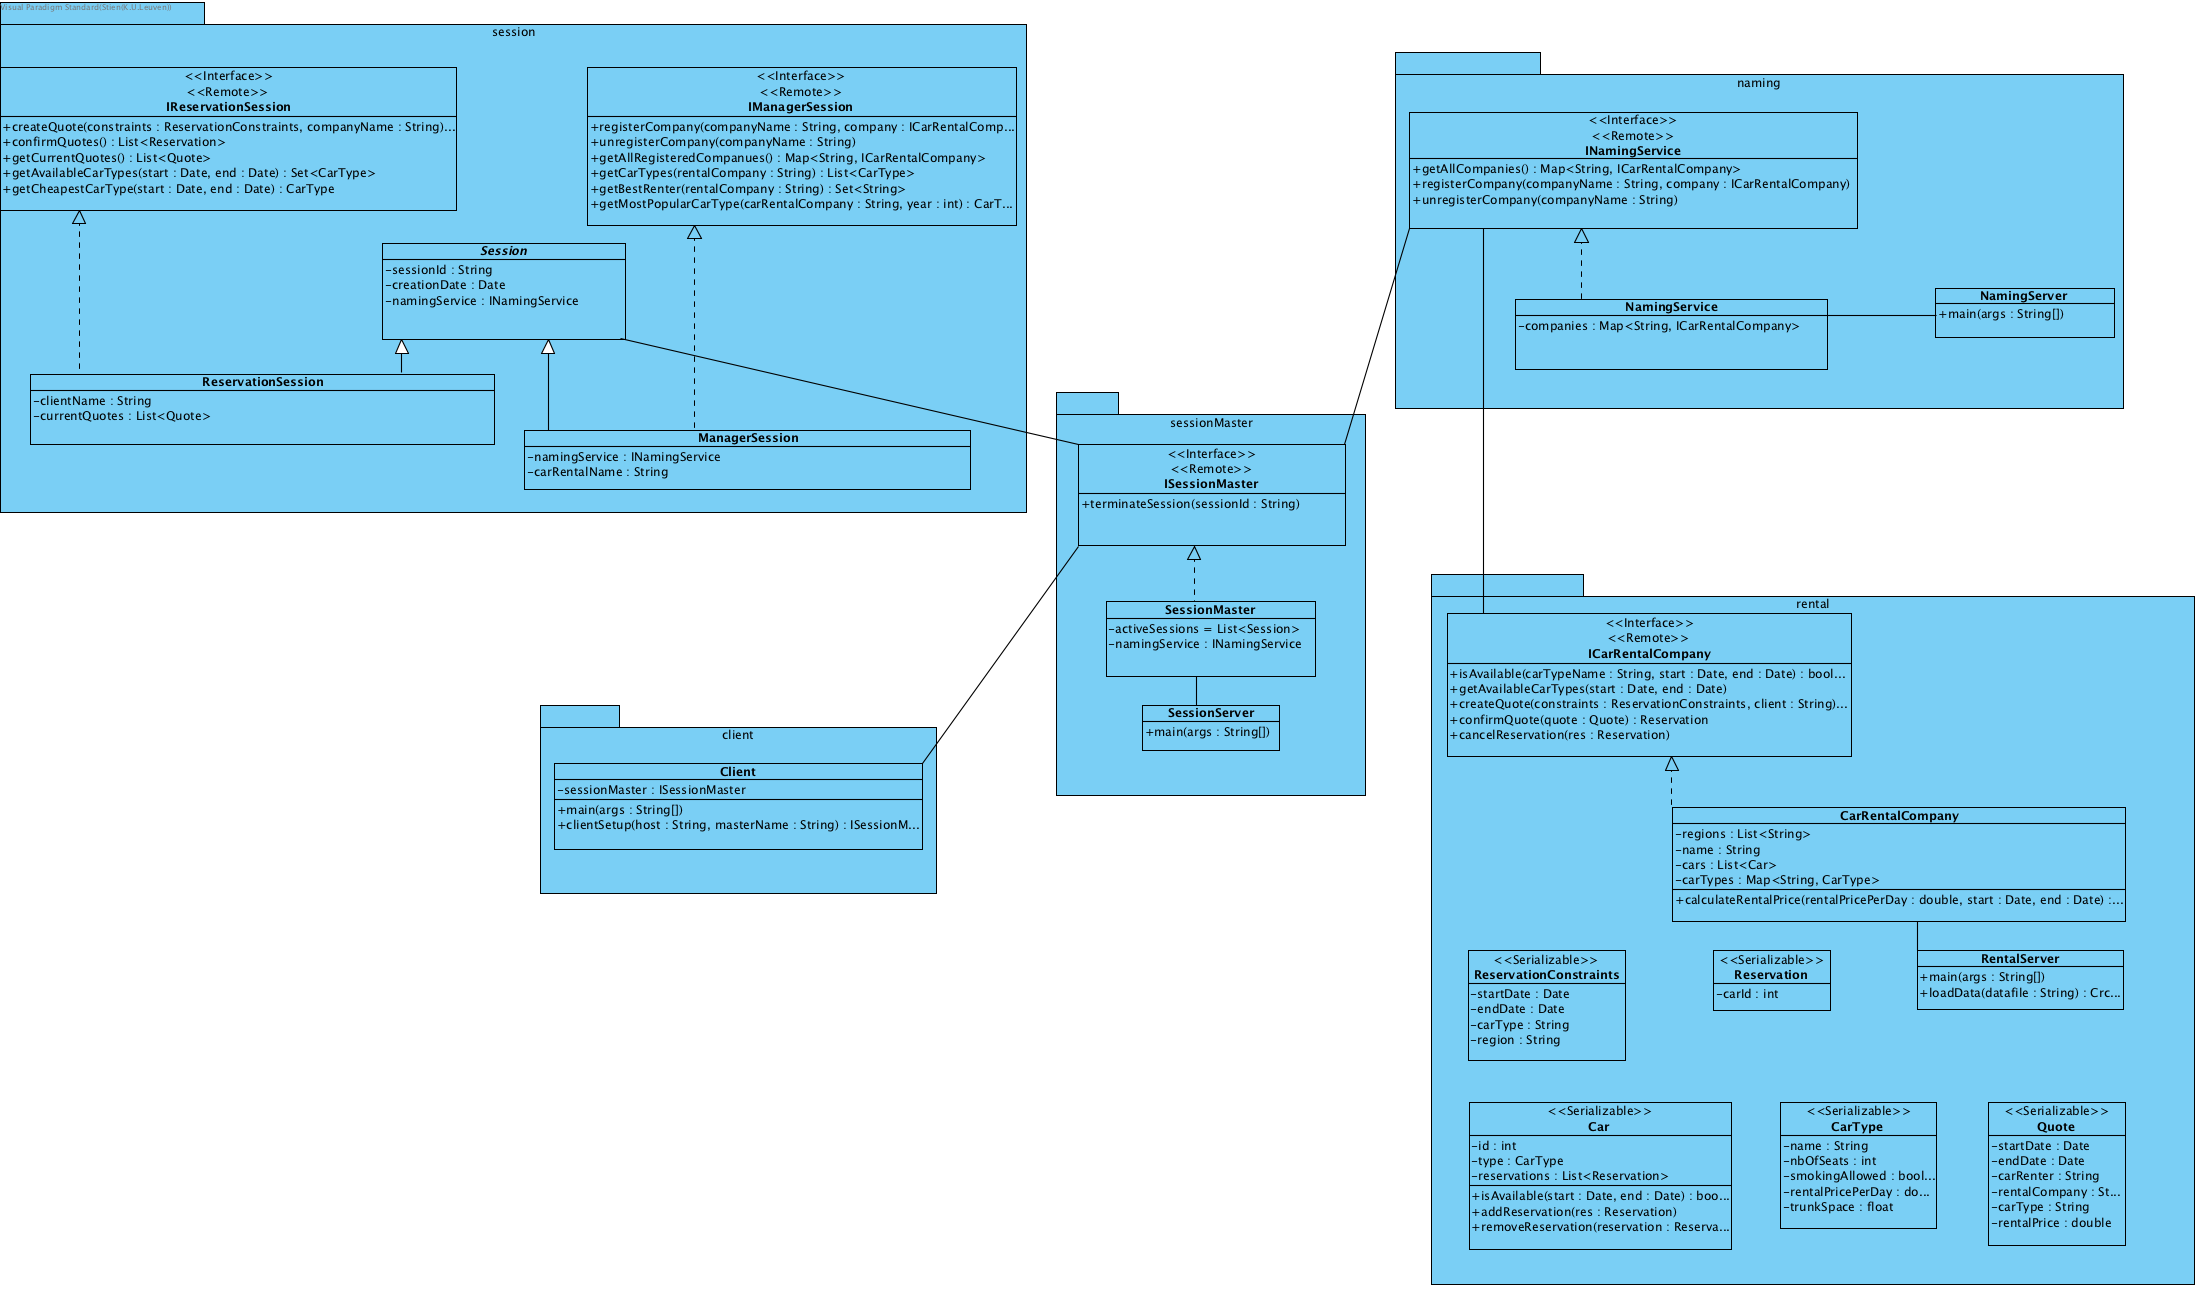 Visual Paradigm Standard(Stien(K.U.Leuven))
session
<<Interface>>
<<Remote>>
IReservationSession
+createQuote(constraints : ReservationConstraints, companyName : String)...
+confirmQuotes() : List<Reservation>
+getCurrentQuotes() : List<Quote>
+getAvailableCarTypes(start : Date, end : Date) : Set<CarType>
+getCheapestCarType(start : Date, end : Date) : CarType
<<Interface>>
<<Remote>>
IManagerSession
+registerCompany(companyName : String, company : ICarRentalComp...
+unregisterCompany(companyName : String)
+getAllRegisteredCompanues() : Map<String, ICarRentalCompany>
+getCarTypes(rentalCompany : String) : List<CarType>
+getBestRenter(rentalCompany : String) : Set<String>
+getMostPopularCarType(carRentalCompany : String, year : int) : CarT...
Session
-sessionId : String
-creationDate : Date
-namingService : INamingService
ReservationSession
-clientName : String
-currentQuotes : List<Quote>
ManagerSession
-namingService : INamingService
-carRentalName : String
naming
<<Interface>>
<<Remote>>
INamingService
+getAllCompanies() : Map<String, ICarRentalCompany>
+registerCompany(companyName : String, company : ICarRentalCompany)
+unregisterCompany(companyName : String)
NamingService
-companies : Map<String, ICarRentalCompany>
NamingServer
+main(args : String[])
sessionMaster
<<Interface>>
<<Remote>>
ISessionMaster
+terminateSession(sessionId : String)
SessionMaster
-activeSessions = List<Session>
-namingService : INamingService
SessionServer
+main(args : String[])
client
Client
-sessionMaster : ISessionMaster
+main(args : String[])
+clientSetup(host : String, masterName : String) : ISessionM...
rental
<<Interface>>
<<Remote>>
ICarRentalCompany
+isAvailable(carTypeName : String, start : Date, end : Date) : bool...
+getAvailableCarTypes(start : Date, end : Date)
+createQuote(constraints : ReservationConstraints, client : String)...
+confirmQuote(quote : Quote) : Reservation
+cancelReservation(res : Reservation)
CarRentalCompany
-regions : List<String>
-name : String
-cars : List<Car>
-carTypes : Map<String, CarType>
+calculateRentalPrice(rentalPricePerDay : double, start : Date, end : Date) :...
<<Serializable>>
ReservationConstraints
-startDate : Date
-endDate : Date
-carType : String
-region : String
<<Serializable>>
Reservation
-carId : int
RentalServer
+main(args : String[])
+loadData(datafile : String) : Crc...
<<Serializable>>
Car
-id : int
-type : CarType
-reservations : List<Reservation>
+isAvailable(start : Date, end : Date) : boo...
+addReservation(res : Reservation)
+removeReservation(reservation : Reserva...
<<Serializable>>
CarType
-name : String
-nbOfSeats : int
-smokingAllowed : bool...
-rentalPricePerDay : do...
-trunkSpace : float
<<Serializable>>
Quote
-startDate : Date
-endDate : Date
-carRenter : String
-rentalCompany : St...
-carType : String
-rentalPrice : double